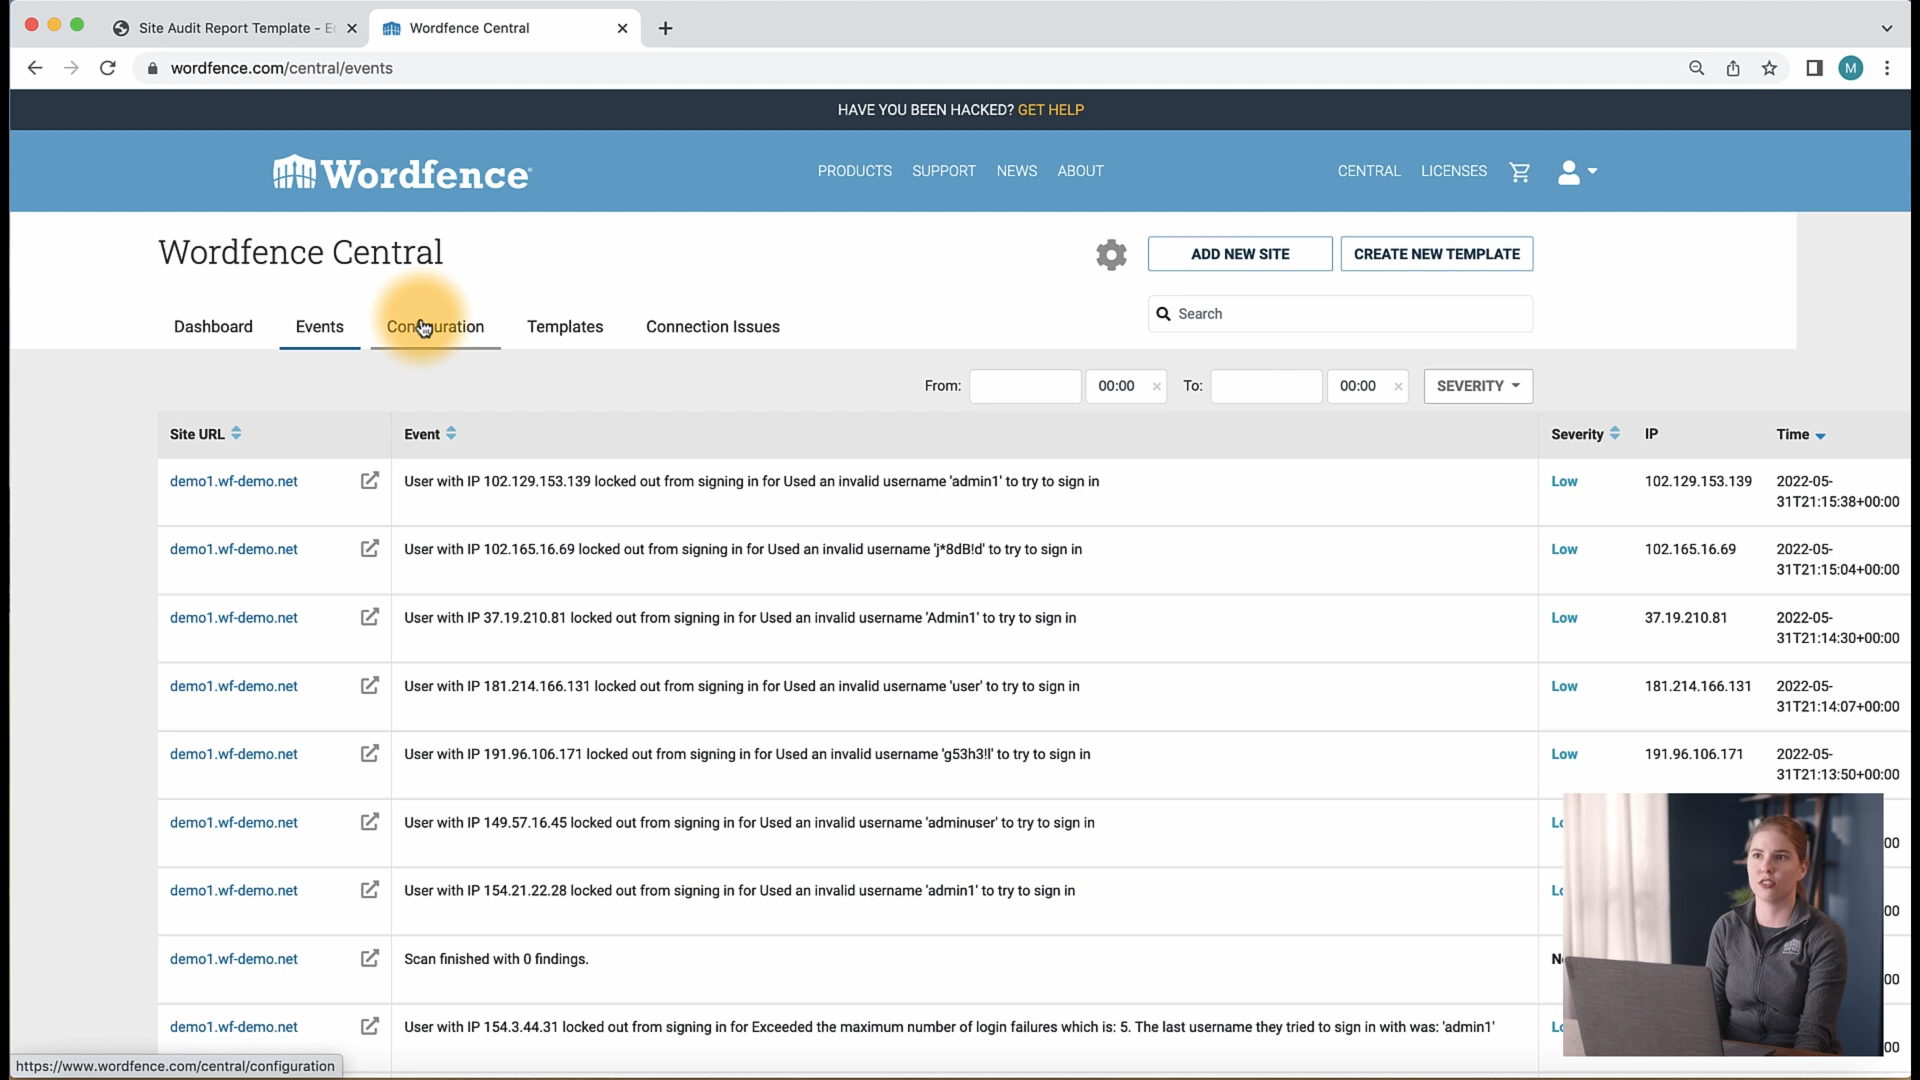 Site Audit Report Template - Ec
Wordfence Central
wordfence.com/central/events
M
HAVE YOU BEEN HACKED? GET HELP
Wordfence
PRODUCTS SUPPORT NEWS ABOUT CENTRAL LICENSES
Wordfence Central
ADD NEW SITE CREATE NEW TEMPLATE
Search
Dashboard Events Configuration Templates Connection Issues
From: 00:00 × To: 00:00 × SEVERITY
Site URL Event Severity IP Time
demo1.wf-demo.net User with IP 102.129.153.139 locked out from signing in for Used an invalid username 'admin1' to try to sign in Low 102.129.153.139 2022-05-
31T21:15:38+00:00
demo1.wf-demo.net User with IP 102.165.16.69 locked out from signing in for Used an invalid username 'j*8dB!d' to try to sign in Low 102.165.16.69 2022-05-
31T21:15:04+00:00
demo1.wf-demo.net User with IP 37.19.210.81 locked out from signing in for Used an invalid username 'Admin1' to try to sign in Low 37.19.210.81 2022-05-
31T21:14:30+00:00
demo1.wf-demo.net User with IP 181.214.166.131 locked out from signing in for Used an invalid username 'user' to try to sign in Low 181.214.166.131 2022-05-
31T21:14:07+00:00
demo1.wf-demo.net User with IP 191.96.106.171 locked out from signing in for Used an invalid username 'g53h3!l' to try to sign in Low 191.96.106.171 2022-05-
31T21:13:50+00:00
demo1.wf-demo.net User with IP 149.57.16.45 locked out from signing in for Used an invalid username 'adminuser' to try to sign in
00
demo1.wf-demo.net User with IP 154.21.22.28 locked out from signing in for Used an invalid username 'admin1' to try to sign in
00
demo1.wf-demo.net Scan finished with 0 findings.
00
demo1.wf-demo.net User with IP 154.3.44.31 locked out from signing in for Exceeded the maximum number of login failures which is: 5. The last username they tried to sign in with was: 'admin1'
00
https://www.wordfence.com/central/configuration